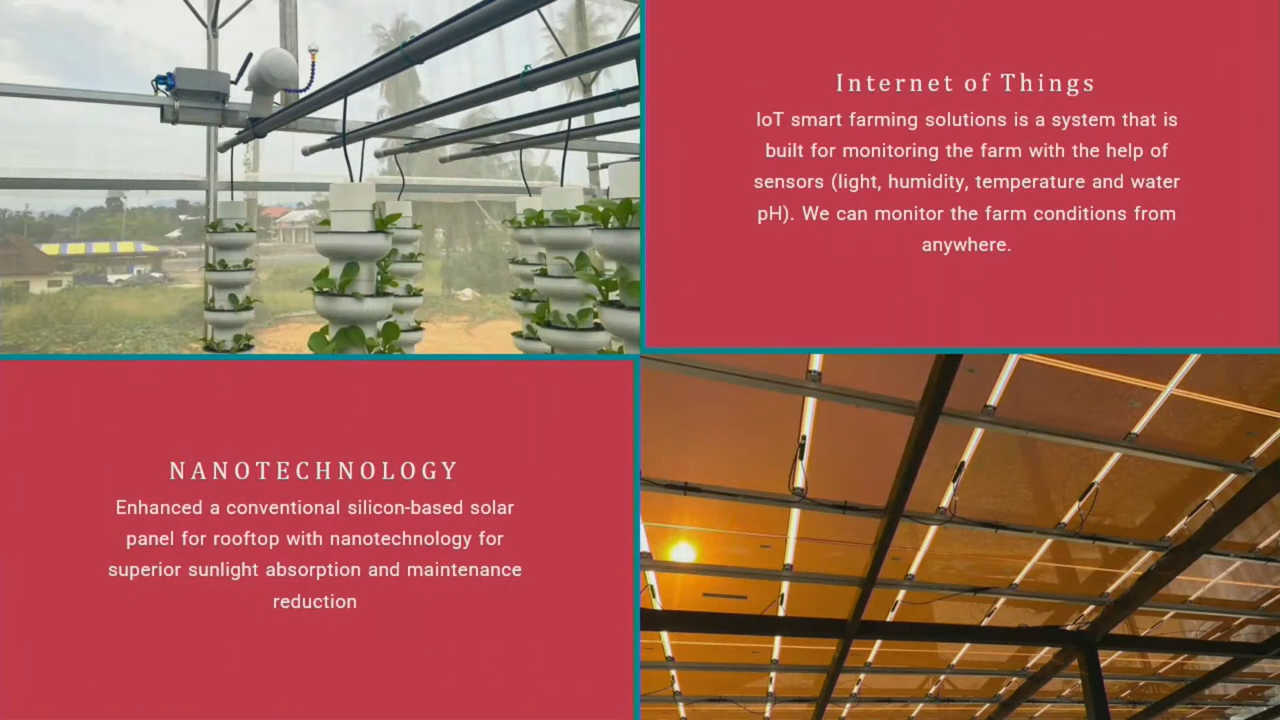 Internet of Things
IoT smart farming solutions is a system that is
built for monitoring the farm with the help of
sensors (light, humidity, temperature and water
pH). We can monitor the farm conditions from
anywhere.
NANOTECHNOLOGY
Enhanced a conventional silicon-based solar
panel for rooftop with nanotechnology for
superior sunlight absorption and maintenance
reduction